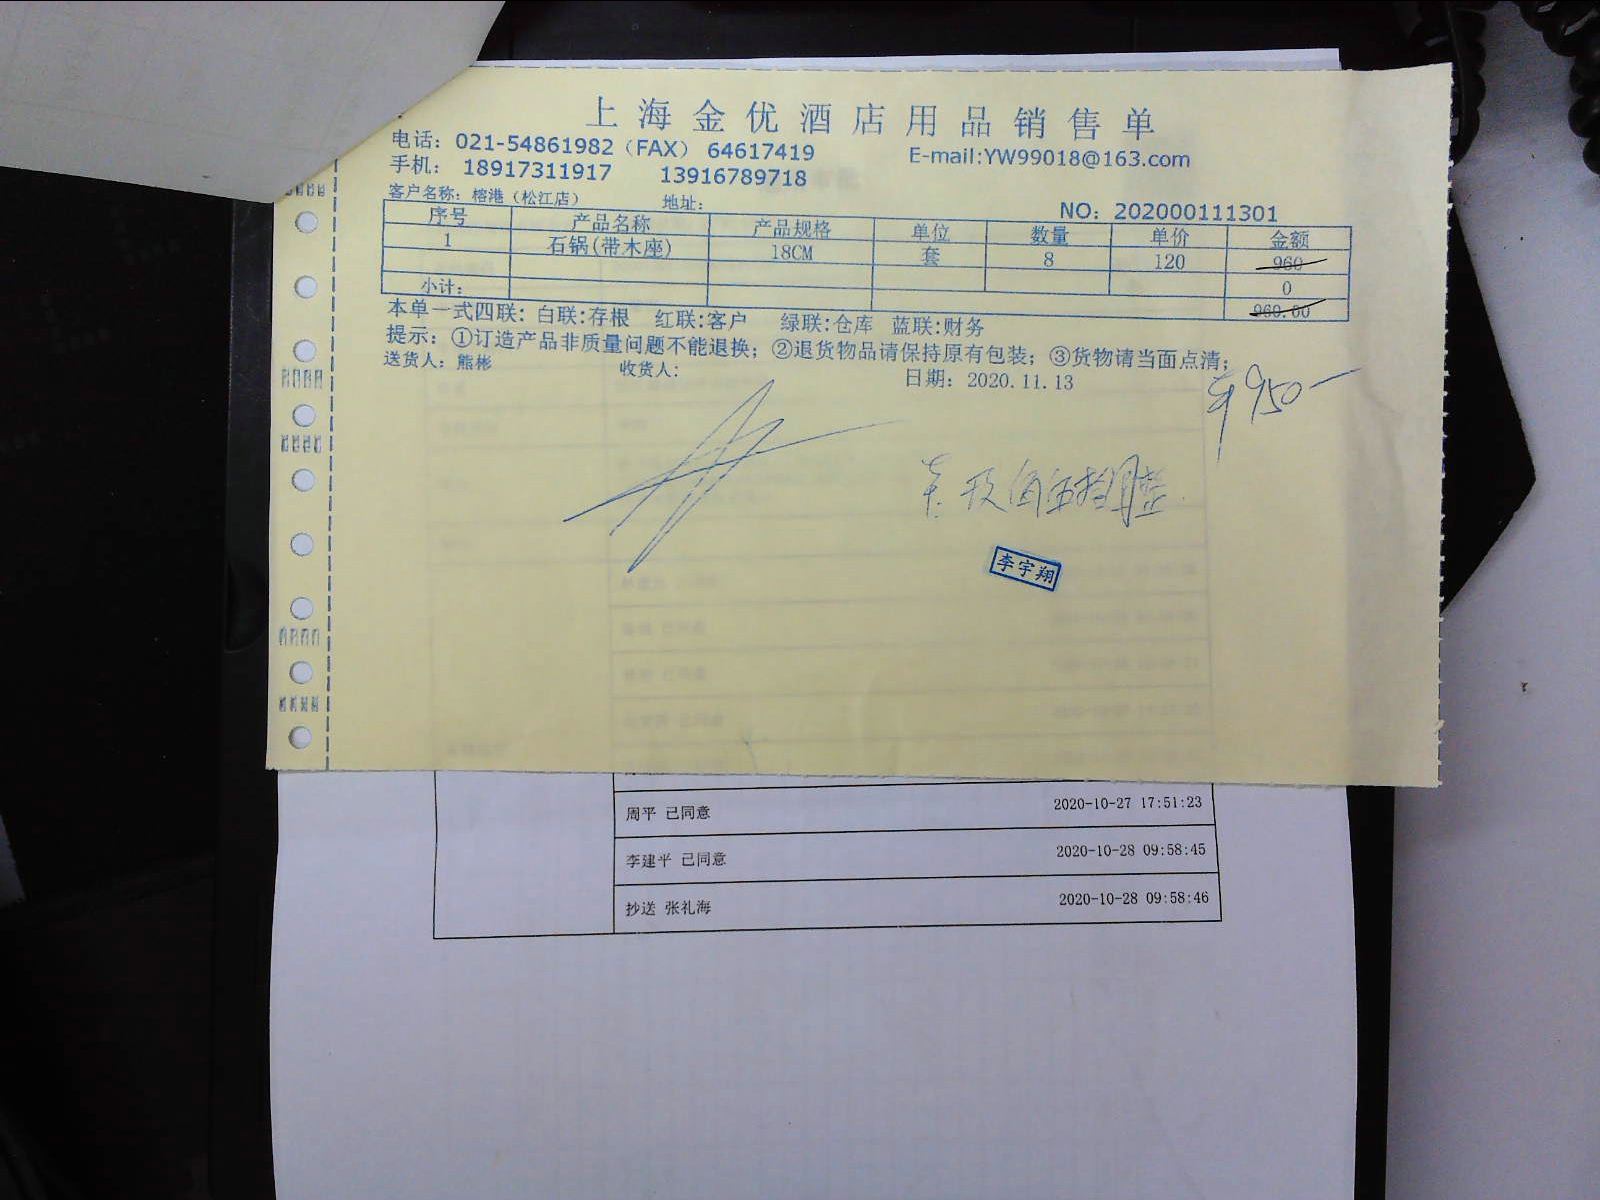 上海金优酒店用品销售单
电话：021-54861982（FAX）64617419 E-mail:YW99018@163.com
手机： 18917311917 13916789718
客户名称：榕港（松江店） 地址： NO：202000111301
序号 产品名称 产品规格 单位 数量 单价 金额
1 石锅(带木座) 18CM 套 8 120 960
0
小计： 960.00
本单一式四联：白联:存根 红联:客户 绿联:仓库 蓝联:财务
提示：①订造产品非质量问题不能退换；②退货物品请保持原有包装；③货物请当面点清；
送货人：熊彬 收货人： 日期：2020.11.13
950
佰伍拾
李宇翔
周平 已同意 2020-10-27 17:51:23
李建平 已同意 2020-10-28 09:58:45
抄送 张礼海 2020-10-28 09:58:46